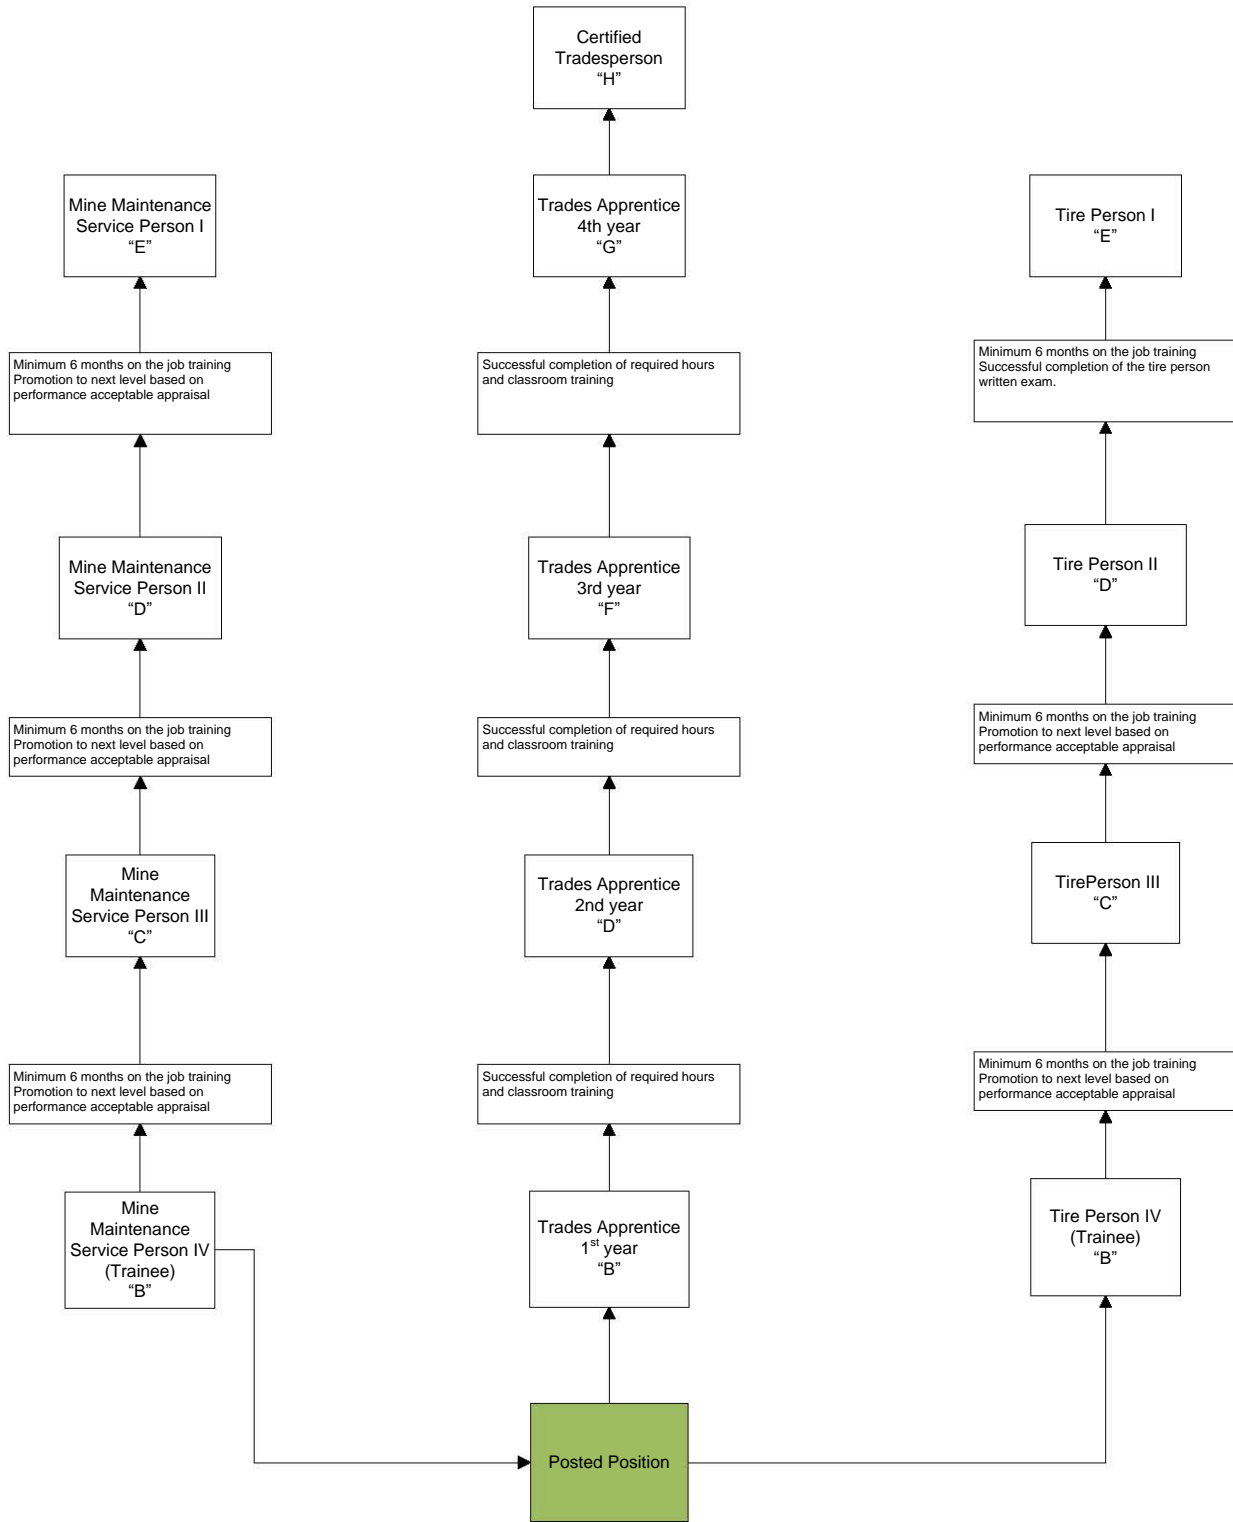 Certified
Tradesperson
“H”
Mine Maintenance
Service Person I
“E”
Trades Apprentice
4th year
“G”
Tire Person I
“E”
Minimum 6 months on the job training
Promotion to next level based on
performance acceptable appraisal
Successful completion of required hours
and classroom training
Minimum 6 months on the job training
Successful completion of the tire person
written exam.
Mine Maintenance
Service Person II
“D”
Trades Apprentice
3rd year
“F”
Tire Person II
“D”
Minimum 6 months on the job training
Promotion to next level based on
performance acceptable appraisal
Successful completion of required hours
and classroom training
Minimum 6 months on the job training
Promotion to next level based on
performance acceptable appraisal
Mine
Maintenance
Service Person III
“C”
Trades Apprentice
2nd year
“D”
TirePerson III
“C”
Minimum 6 months on the job training
Promotion to next level based on
performance acceptable appraisal
Successful completion of required hours
and classroom training
Minimum 6 months on the job training
Promotion to next level based on
performance acceptable appraisal
Mine
Maintenance
Service Person IV
(Trainee)
“B”
Trades Apprentice
1st year
“B”
Tire Person IV
(Trainee)
“B”
Posted Position